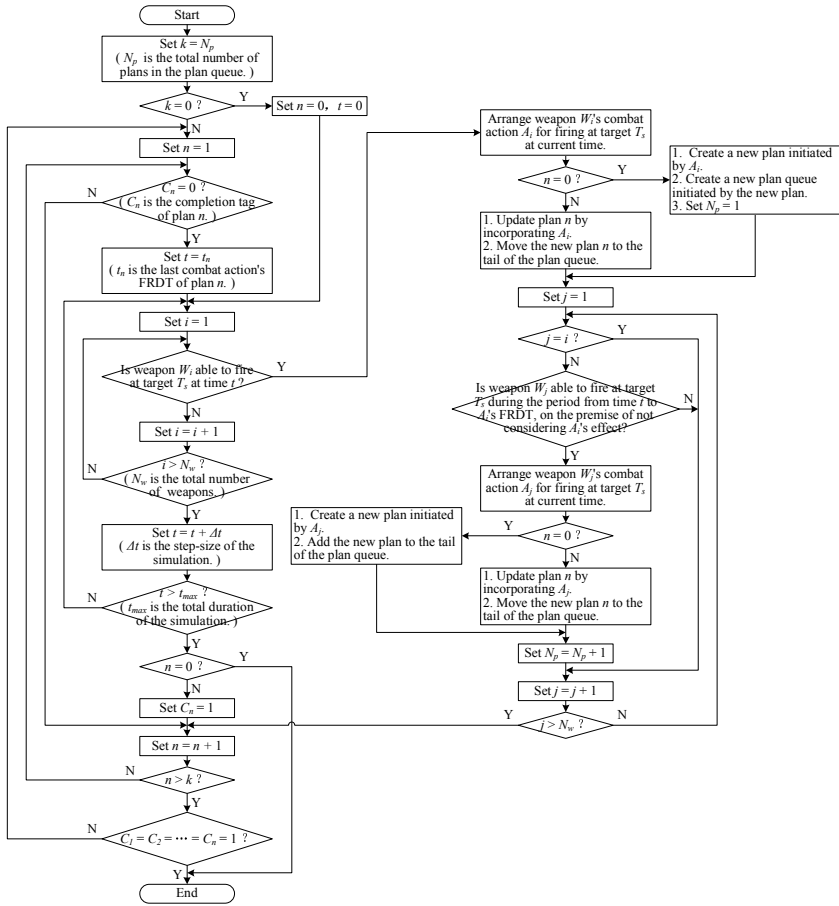 Start
Set k = Np
( Np is the total number of
plans in the plan queue. )
k = 0 ?
Y
N
Set n = 0, t = 0
Set n = 1
Cn = 0 ?
( Cn is the completion tag
of plan n. )
N
Y
Set t = tn
( tn is the last combat action's
FRDT of plan n. )
Set i = 1
Is weapon Wi able to fire
at target Ts at time t ?
Y
N
Set i = i + 1
i > Nw ?
( Nw is the total number
of weapons. )
N
Y
Set t = t + Δt
( Δt is the step-size of the
simulation. )
t > tmax ?
( tmax is the total duration
of the simulation. )
N
Y
n = 0 ?
Y
N
Set Cn = 1
Set n = n + 1
n > k ?
N
Y
C1 = C2 = ··· = Cn = 1 ?
N
Y
End
Arrange weapon Wi's combat
action Ai for firing at target Ts
at current time.
n = 0 ?
Y
N
1. Create a new plan initiated
by Ai.
2. Create a new plan queue
initiated by the new plan.
3. Set Np = 1
1. Update plan n by
incorporating Ai.
2. Move the new plan n to the
tail of the plan queue.
Set j = 1
j = i ?
Y
N
Is weapon Wj able to fire at target
Ts during the period from time t to
Ai's FRDT, on the premise of not
considering Ai's effect?
N
Y
Arrange weapon Wj's combat
action Aj for firing at target Ts
at current time.
n = 0 ?
Y
N
1. Create a new plan initiated
by Aj.
2. Add the new plan to the tail
of the plan queue.
1. Update plan n by
incorporating Aj.
2. Move the new plan n to the
tail of the plan queue.
Set Np = Np + 1
Set j = j + 1
j > Nw ?
Y
N